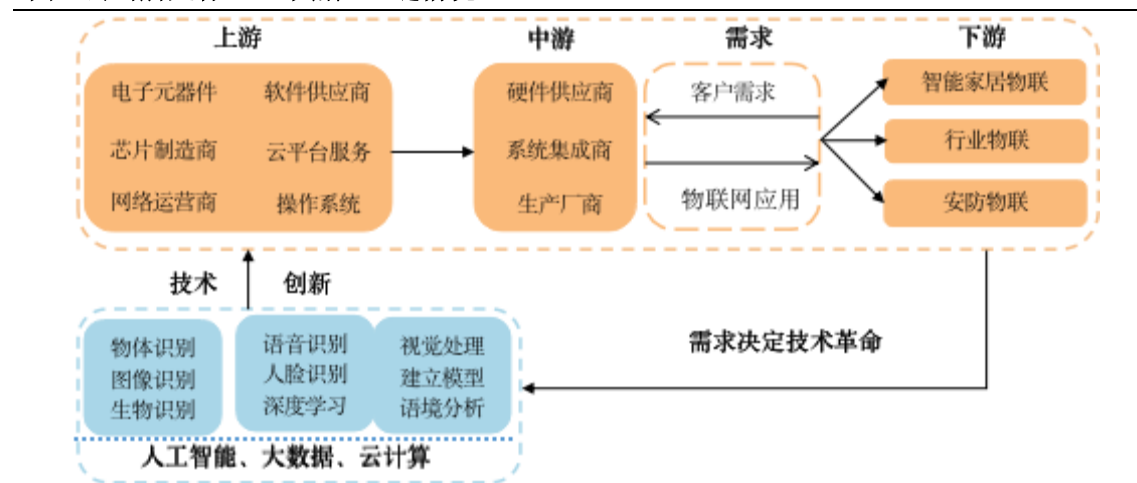 上游
中游
需求
下游
电子元器件 软件供应商
芯片制造商 云平台服务
网络运营商 操作系统
硬件供应商
系统集成商
生产厂商
客户需求
物联网应用
智能家居物联
行业物联
安防物联
技术 创新
需求决定技术革命
物体识别
图像识别
生物识别
语音识别
人脸识别
深度学习
视觉处理
建立模型
语境分析
人工智能、大数据、云计算